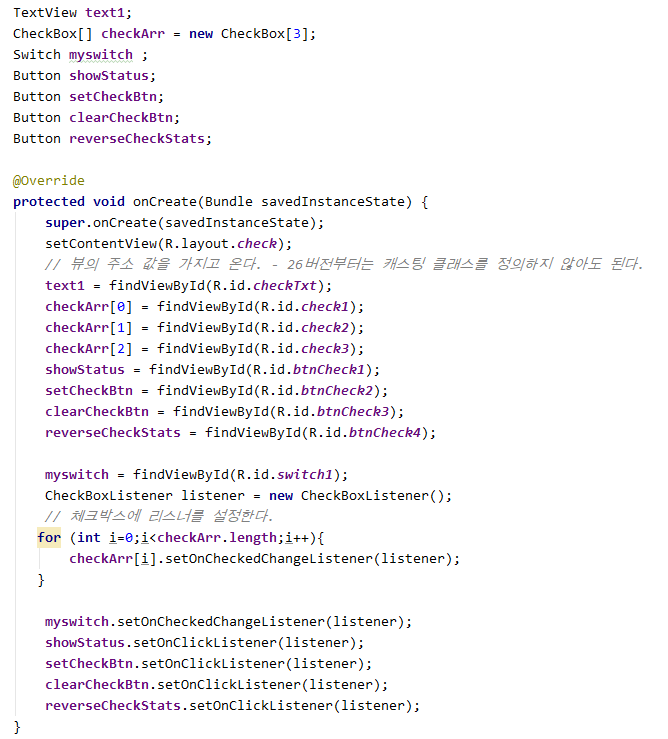 TextView text1;
CheckBox[] checkArr = new CheckBox[3];
Switch myswitch ;
Button showStatus;
Button setCheckBtn;
Button clearCheckBtn;
Button reverseCheckStats;
@Override
protected void onCreate(Bundle savedInstanceState) {
super.onCreate(savedInstanceState);
setContentView(R.layout.check);
// 뷰의 주소 값을 가지고 온다. - 26버전부터는 캐스팅 클래스를 정의하지 않아도 된다.
text1 = findViewById(R.id.checkTxt);
checkArr[0] = findViewById(R.id.check1);
checkArr[1] = findViewById(R.id.check2);
checkArr[2] = findViewById(R.id.check3);
showStatus = findViewById(R.id.btnCheck1);
setCheckBtn = findViewById(R.id.btnCheck2);
clearCheckBtn = findViewById(R.id.btnCheck3);
reverseCheckStats = findViewById(R.id.btnCheck4);
myswitch = findViewById(R.id.switch1);
CheckBoxListener listener = new CheckBoxListener();
// 체크박스에 리스너를 설정한다.
for (int i=0;i<checkArr.length;i++){
checkArr[i].setOnCheckedChangeListener(listener);
}
myswitch.setOnCheckedChangeListener(listener);
showStatus.setOnClickListener(listener);
setCheckBtn.setOnClickListener(listener);
clearCheckBtn.setOnClickListener(listener);
reverseCheckStats.setOnClickListener(listener);
}